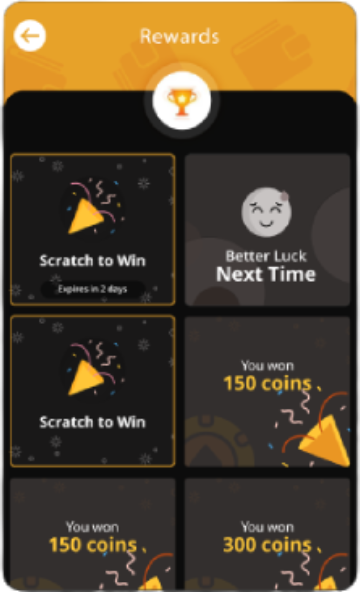 Rewards
Scratch to Win
Expires in 2 days
Better Luck
Next Time
Scratch to Win
You won
150 coins
You won
150 coins
You won
300 coins